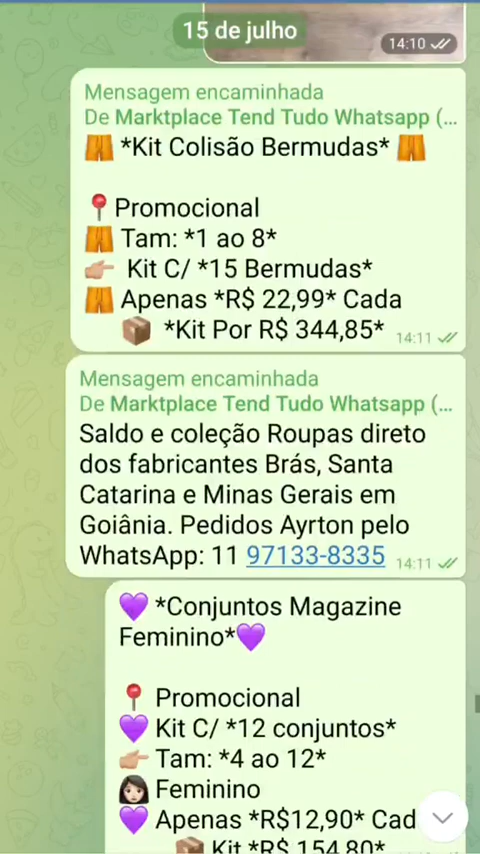 15 de julho
14:10
Mensagem encaminhada
De Marktplace Tend Tudo Whatsapp (...
*Kit Colisão Bermudas*
Promocional
Tam: *1 ao 8*
Kit C/ *15 Bermudas*
Apenas *R$ 22,99* Cada
*Kit Por R$ 344,85*
14:11
Mensagem encaminhada
De Marktplace Tend Tudo Whatsapp (...
Saldo e coleção Roupas direto
dos fabricantes Brás, Santa
Catarina e Minas Gerais em
Goiânia. Pedidos Ayrton pelo
WhatsApp: 11 97133-8335
14:11
*Conjuntos Magazine
Feminino*
Promocional
Kit C/ *12 conjuntos*
Tam: *4 ao 12*
Feminino
Apenas *R$12,90* Cad
*Kit *R$ 154,80*